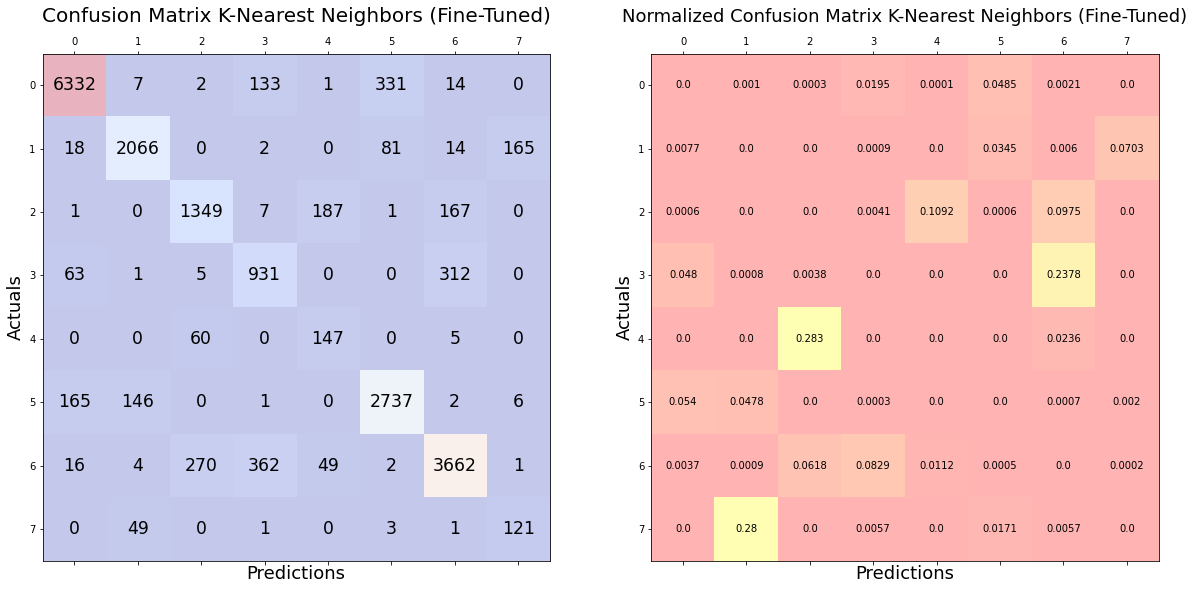 Confusion Matrix K-Nearest Neighbors (Fine-Tuned)
0 1 2 3 4 5 6 7
0 6332 7 2 133 1 331 14 0
1 18 2066 0 2 0 81 14 165
2 1 0 1349 7 187 1 167 0
3 63 1 5 931 0 0 312 0
4 0 0 60 0 147 0 5 0
5 165 146 0 1 0 2737 2 6
6 16 4 270 362 49 2 3662 1
7 0 49 0 1 0 3 1 121
Actuals
Predictions
Normalized Confusion Matrix K-Nearest Neighbors (Fine-Tuned)
0 1 2 3 4 5 6 7
0 0.0 0.001 0.0003 0.0195 0.0001 0.0485 0.0021 0.0
1 0.0077 0.0 0.0 0.0009 0.0 0.0345 0.006 0.0703
2 0.0006 0.0 0.0 0.0041 0.1092 0.0006 0.0975 0.0
3 0.048 0.0008 0.0038 0.0 0.0 0.0 0.2378 0.0
4 0.0 0.0 0.283 0.0 0.0 0.0 0.0236 0.0
5 0.054 0.0478 0.0 0.0003 0.0 0.0 0.0007 0.002
6 0.0037 0.0009 0.0618 0.0829 0.0112 0.0005 0.0 0.0002
7 0.0 0.28 0.0 0.0057 0.0 0.0171 0.0057 0.0
Actuals
Predictions